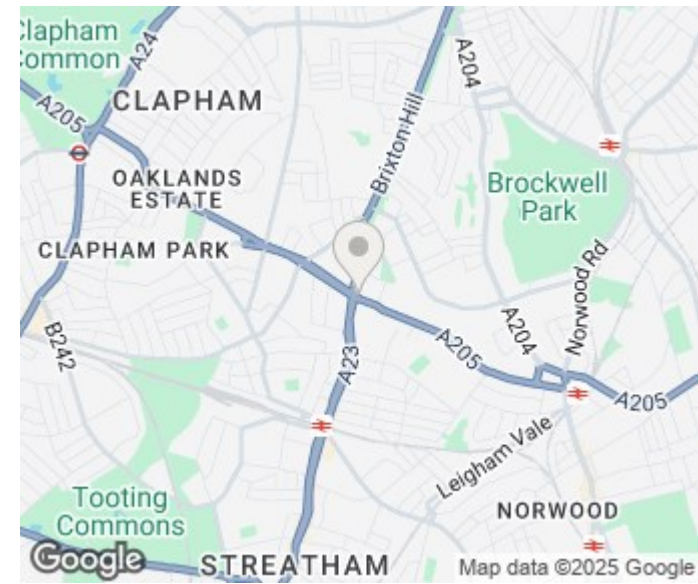 Clapham
Common
A24
A205
CLAPHAM
A204
Brixton Hill
OAKLANDS
ESTATE
Brockwell
Park
CLAPHAM PARK
Norwood Rd
B242
A23
A205
A204
A205
Leigham Vale
Tooting
Commons
NORWOOD
Google
STREATHAM
Map data ©2025 Google